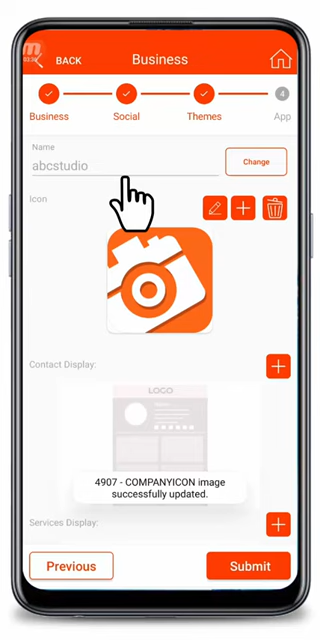 BACK
Business
4
Business
Social
Themes
App
Name
abcstudio
Change
Icon
Contact Display:
LOGO
4907 - COMPANYICON image
successfully updated.
Services Display:
Previous
Submit